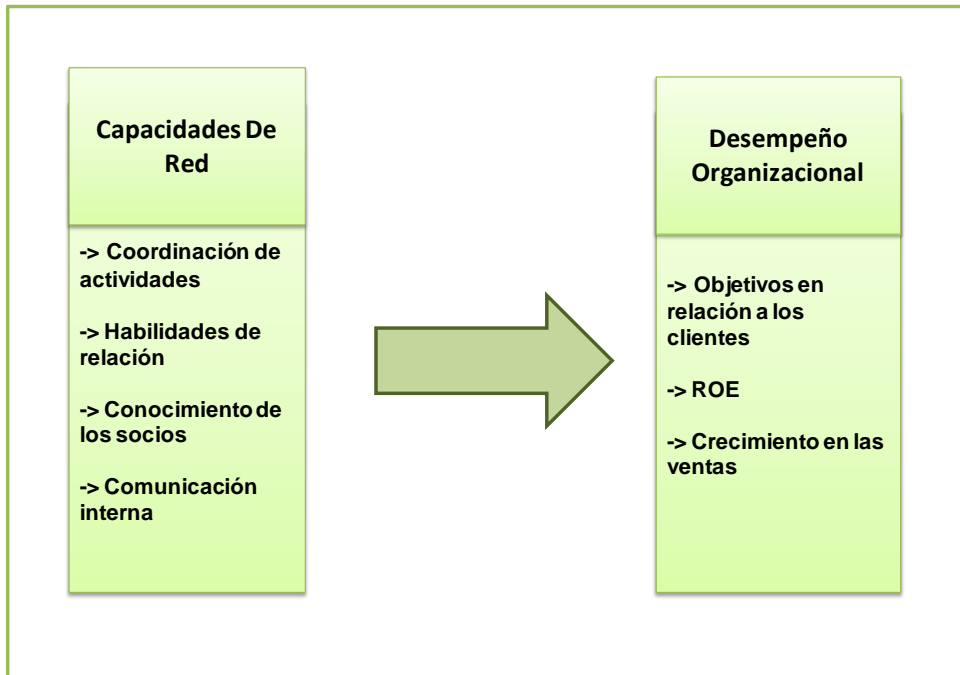 Capacidades De
Red
-> Coordinación de
actividades
-> Habilidades de
relación
-> Conocimiento de
los socios
-> Comunicación
interna
Desempeño
Organizacional
-> Objetivos en
relación a los
clientes
-> ROE
-> Crecimiento en las
ventas